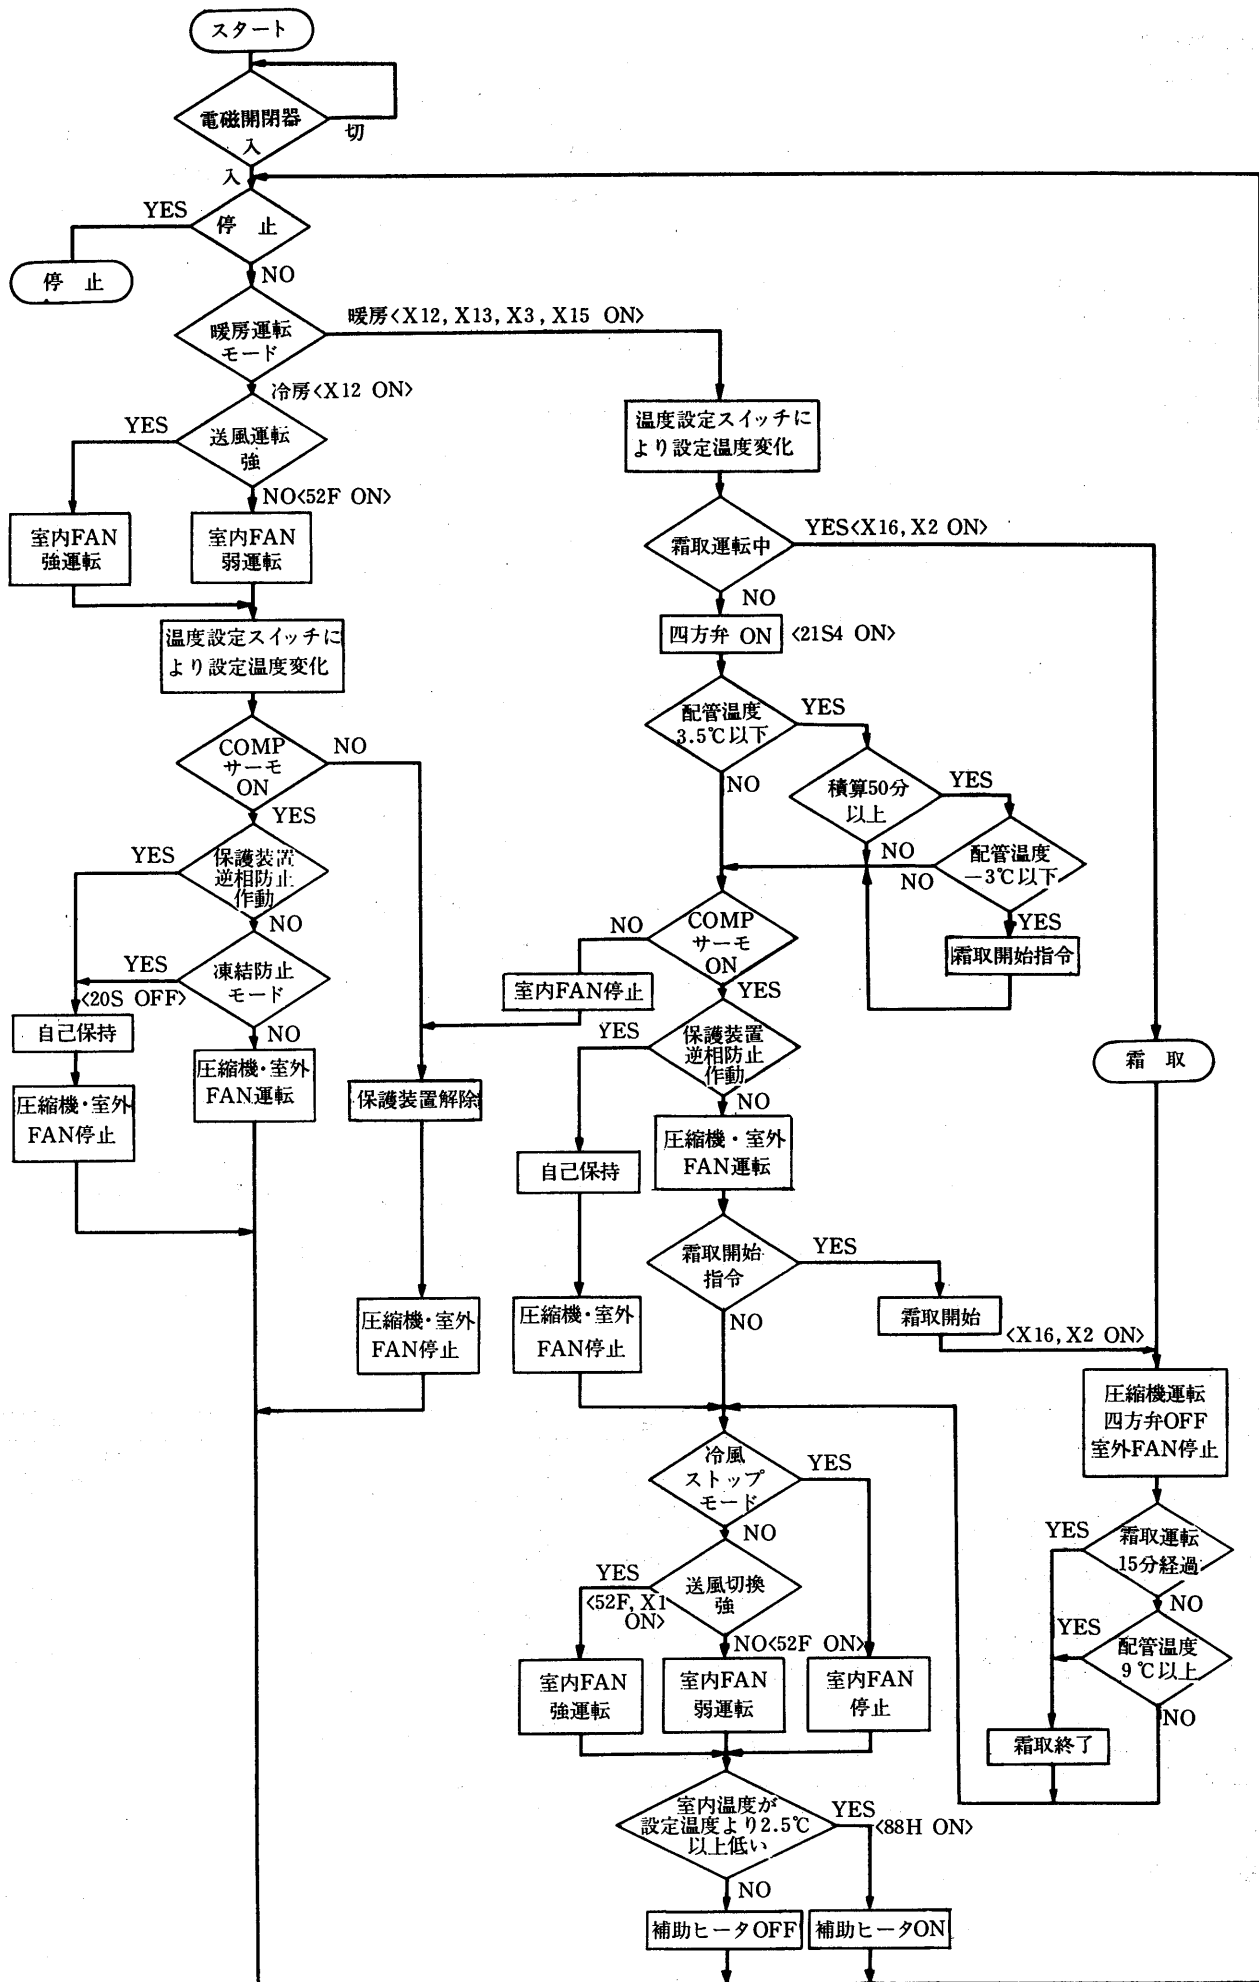 スタート
電磁開閉器
入
切
入
停 止
YES
停 止
NO
暖房運転
モード
暖房<X12, X13, X3, X15 ON>
冷房<X12 ON>
送風運転
強
YES
NO<52F ON>
室内FAN
強運転
室内FAN
弱運転
温度設定スイッチに
より設定温度変化
COMP
サーモ
ON
NO
YES
保護装置
逆相防止
作動
YES
NO
凍結防止
モード
YES
<20S OFF>
NO
自己保持
圧縮機・室外
FAN停止
圧縮機・室外
FAN運転
保護装置解除
圧縮機・室外
FAN停止
温度設定スイッチに
より設定温度変化
霜取運転中
YES<X16, X2 ON>
NO
四方弁 ON
<21S4 ON>
配管温度
3.5℃以下
YES
NO
積算50分
以上
YES
NO
配管温度
−3℃以下
NO
YES
霜取開始指令
COMP
サーモ
ON
NO
YES
室内FAN停止
保護装置
逆相防止
作動
YES
NO
自己保持
圧縮機・室外
FAN停止
圧縮機・室外
FAN運転
霜取開始
指令
YES
NO
霜取開始
<X16, X2 ON>
霜 取
圧縮機運転
四方弁OFF
室外FAN停止
霜取運転
15分経過
YES
NO
配管温度
9℃以上
YES
NO
霜取終了
冷風
ストップ
モード
YES
NO
送風切換
強
YES
<52F, X1
ON>
NO<52F ON>
室内FAN
強運転
室内FAN
弱運転
室内FAN
停止
室内温度が
設定温度より2.5℃
以上低い
YES
<88H ON>
NO
補助ヒータOFF
補助ヒータON